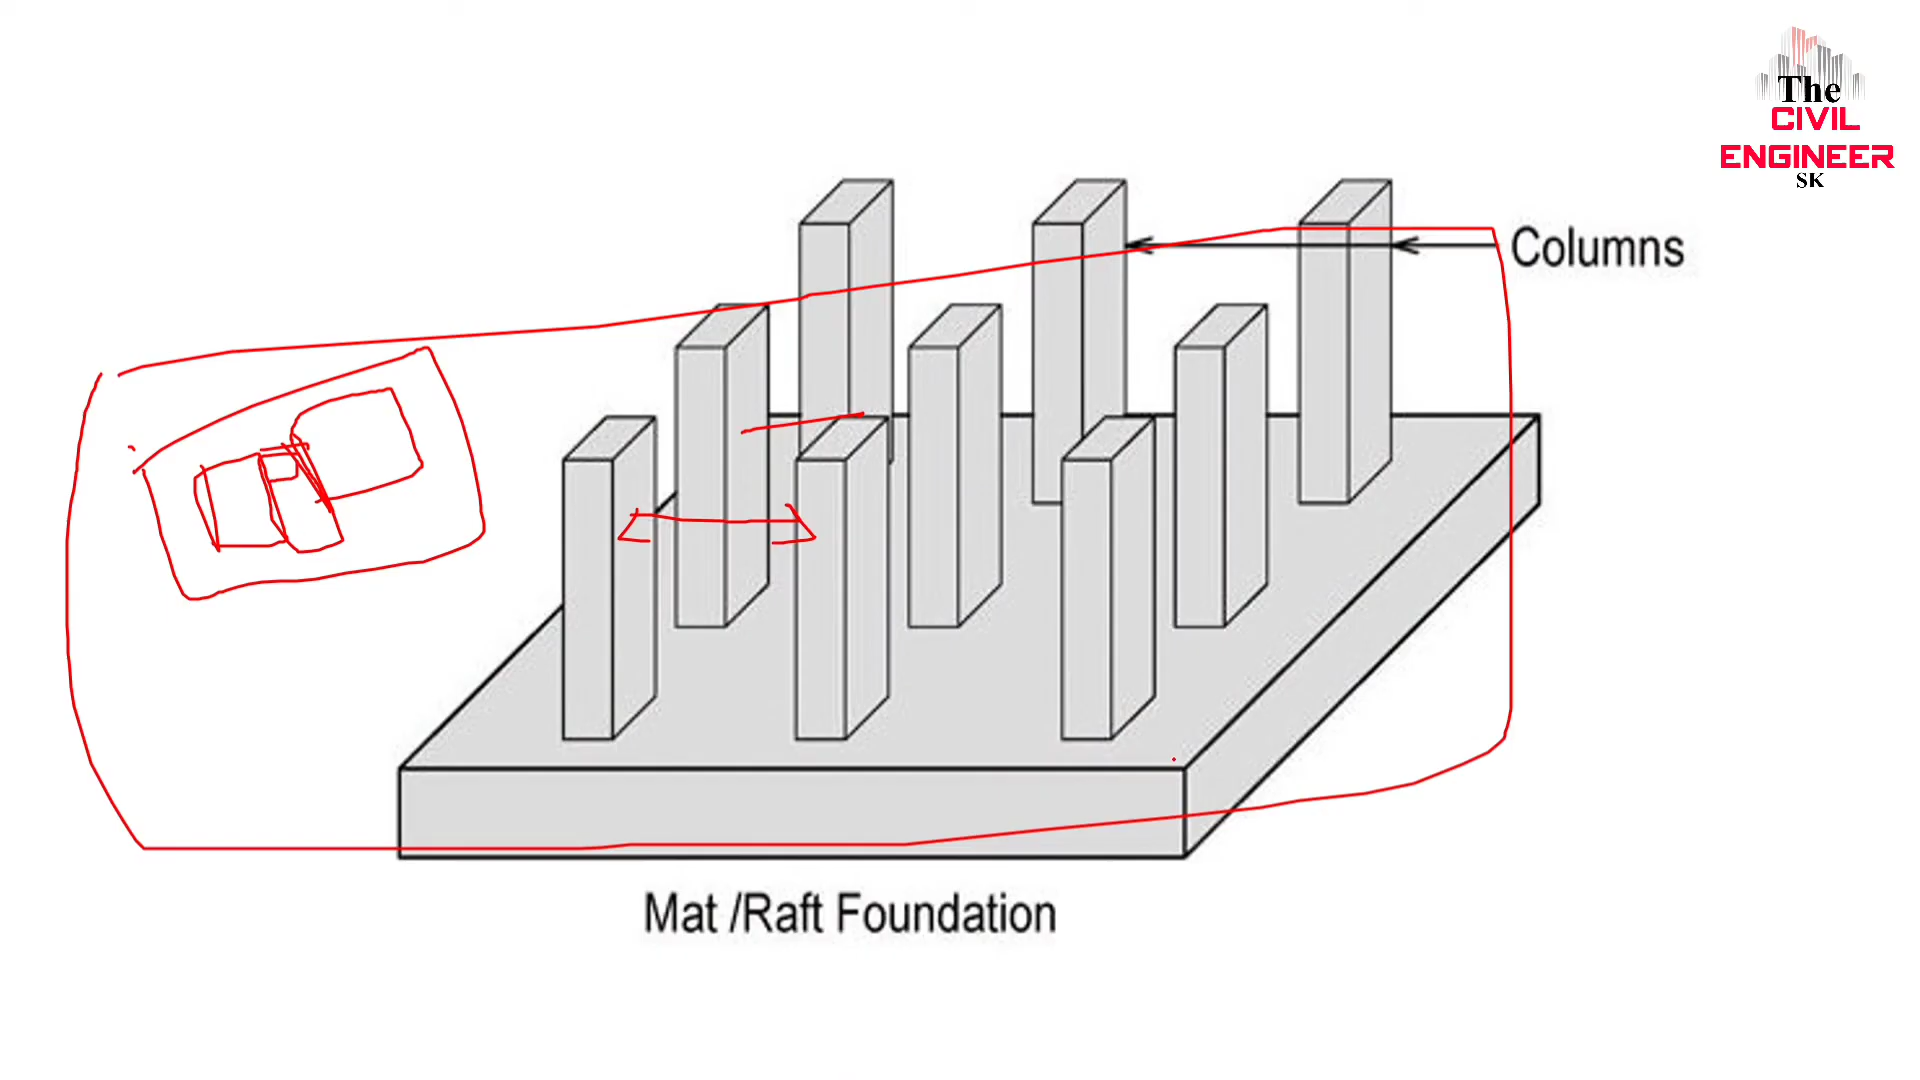 The
CIVIL
ENGINEER
SK
Columns
Mat /Raft Foundation